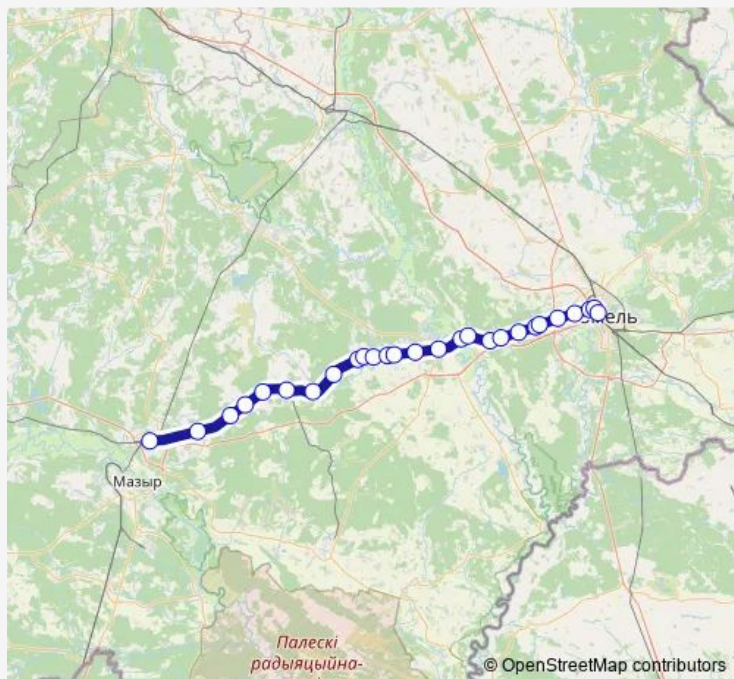 Мазыр
Палескі
радыяцыйна-
© OpenStreetMap contributors